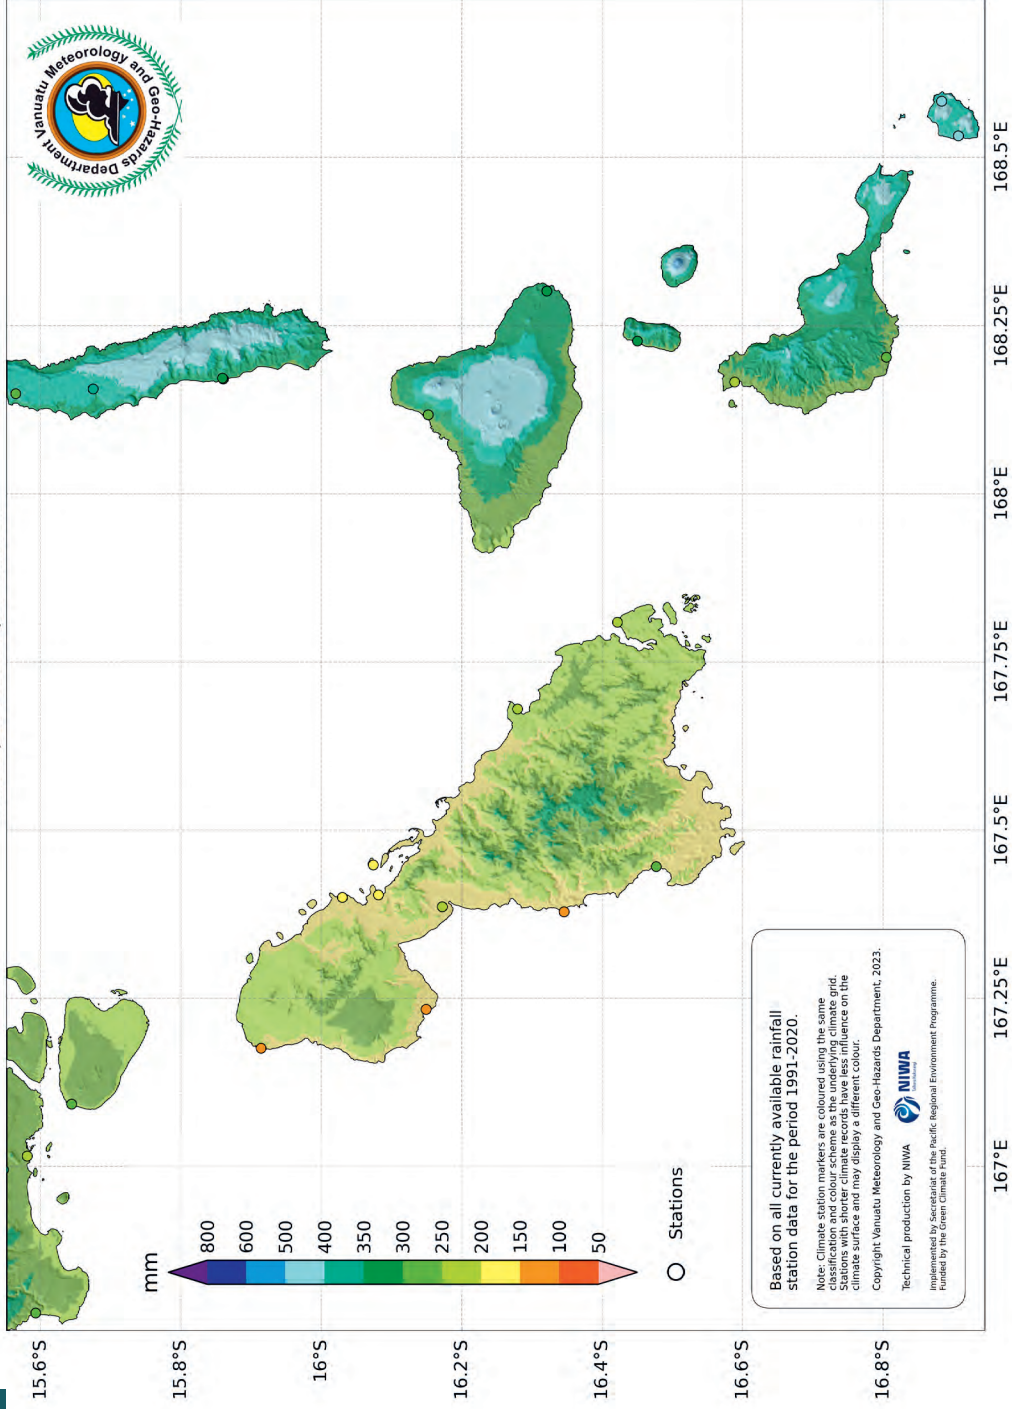 Vanuatu Meteorology and Geo-Hazards Department
15.6°S
15.8°S
16°S
16.2°S
16.4°S
16.6°S
16.8°S
167°E
167.25°E
167.5°E
167.75°E
168°E
168.25°E
168.5°E
mm
800
600
500
400
350
300
250
200
150
100
50
Stations
Based on all currently available rainfall
station data for the period 1991-2020.
Note: Climate station markers are coloured using the same
classification and colour scheme as the underlying climate grid.
Stations with shorter climate records have less influence on the
climate surface and may display a different colour.
Copyright Vanuatu Meteorology and Geo-Hazards Department, 2023.
Technical production by NIWA
NIWA
Implemented by Secretariat of the Pacific Regional Environment Programme.
Funded by the Green Climate Fund.